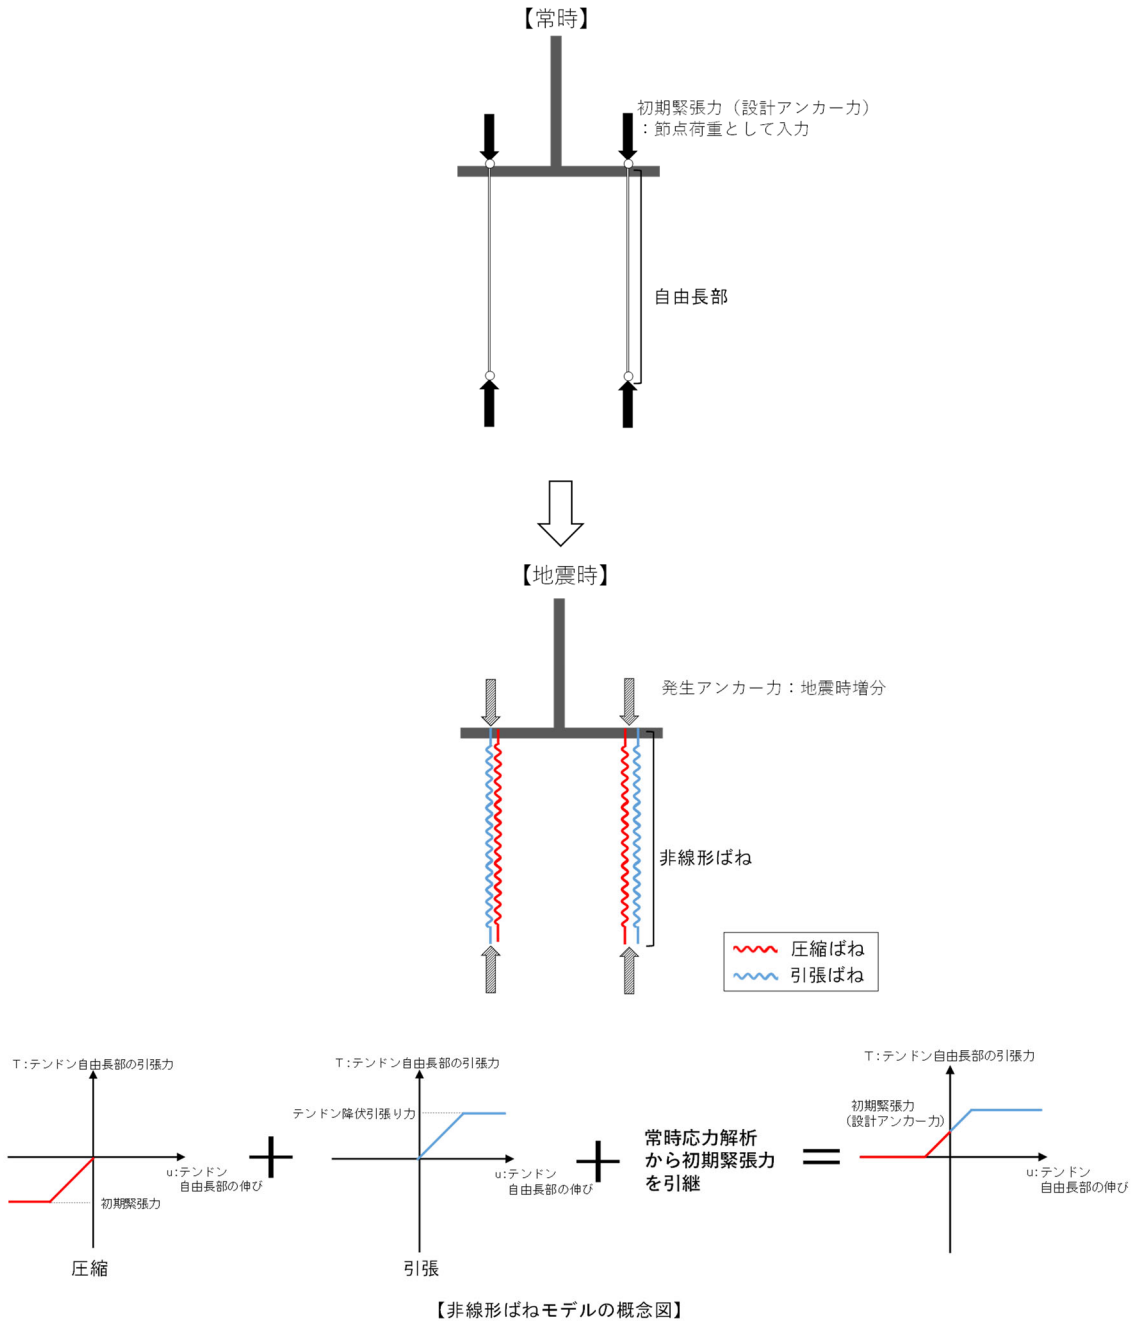 【常時】
初期緊張力（設計アンカー力）
：節点荷重として入力
自由長部
【地震時】
発生アンカー力：地震時増分
非線形ばね
圧縮ばね
引張ばね
T：テンドン自由長部の引張力
u：テンドン
自由長部の伸び
初期緊張力
圧縮
+
T：テンドン自由長部の引張力
テンドン降伏引張り力
u：テンドン
自由長部の伸び
引張
+
常時応力解析
から初期緊張力
を引継
=
T：テンドン自由長部の引張力
初期緊張力
（設計アンカー力）
u：テンドン
自由長部の伸び
【非線形ばねモデルの概念図】